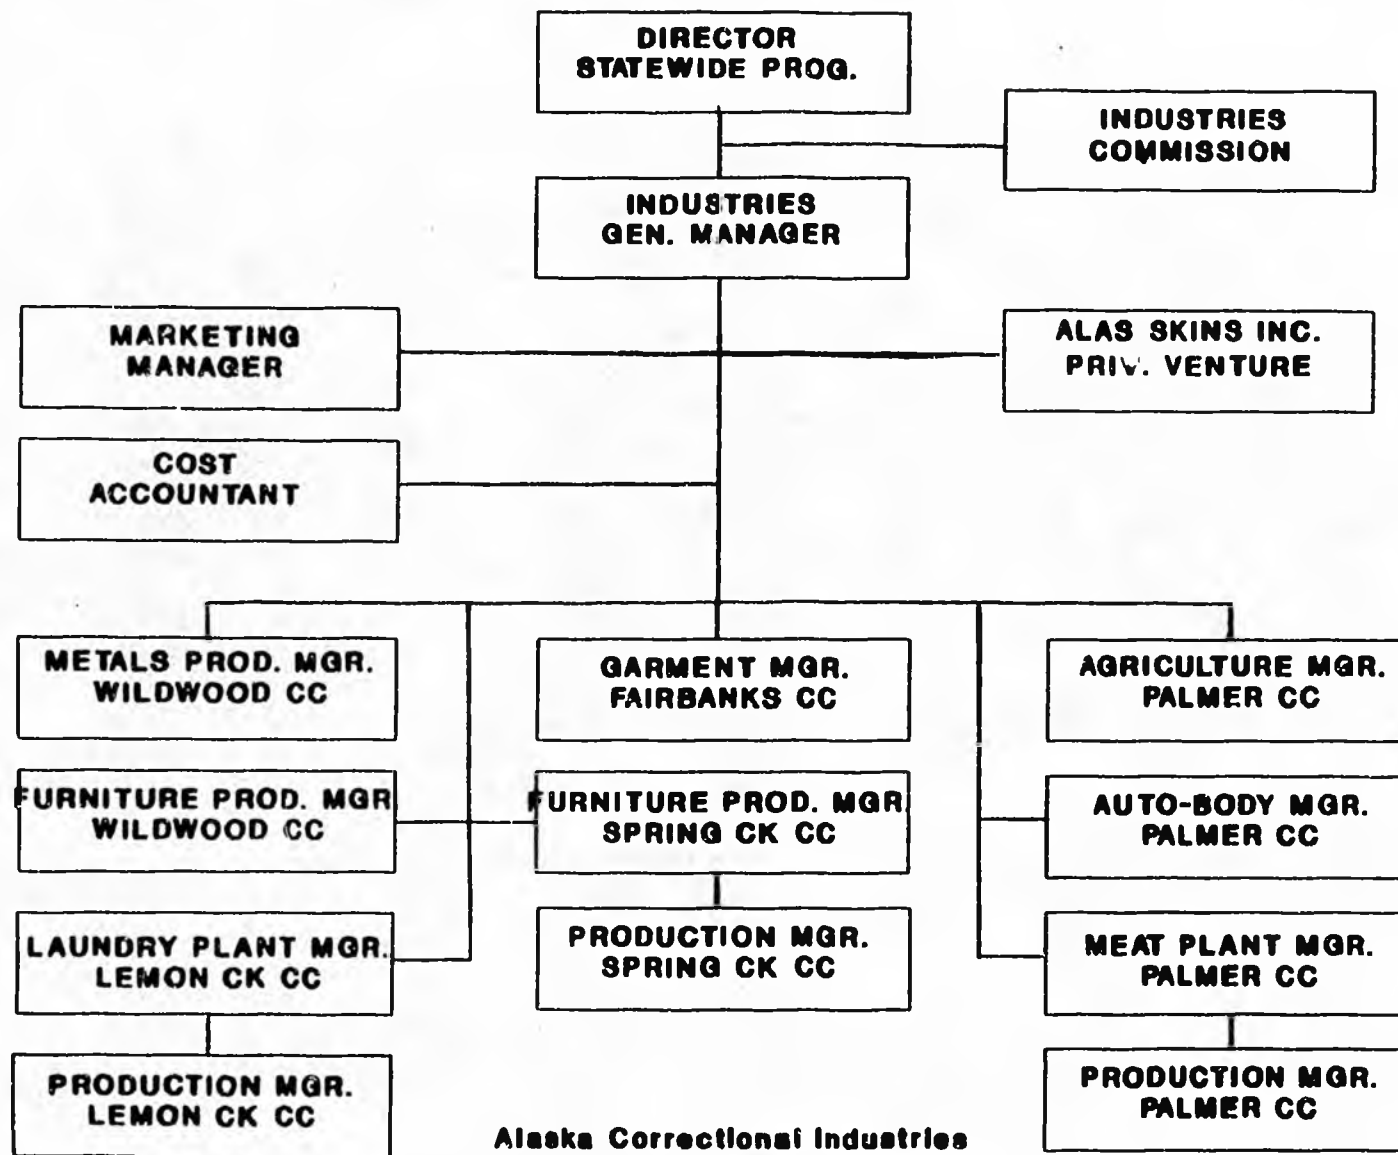 DIRECTOR
STATEWIDE PROG.
INDUSTRIES
COMMISSION
INDUSTRIES
GEN. MANAGER
MARKETING
MANAGER
ALAS SKINS INC.
PRIV. VENTURE
COST
ACCOUNTANT
METALS PROD. MGR.
WILDWOOD CC
GARMENT MGR.
FAIRBANKS CC
AGRICULTURE MGR.
PALMER CC
FURNITURE PROD. MGR
WILDWOOD CC
FURNITURE PROD. MGR
SPRING CK CC
AUTO-BODY MGR.
PALMER CC
LAUNDRY PLANT MGR.
LEMON CK CC
PRODUCTION MGR.
SPRING CK CC
MEAT PLANT MGR.
PALMER CC
PRODUCTION MGR.
LEMON CK CC
PRODUCTION MGR.
PALMER CC
Alaska Correctional Industries